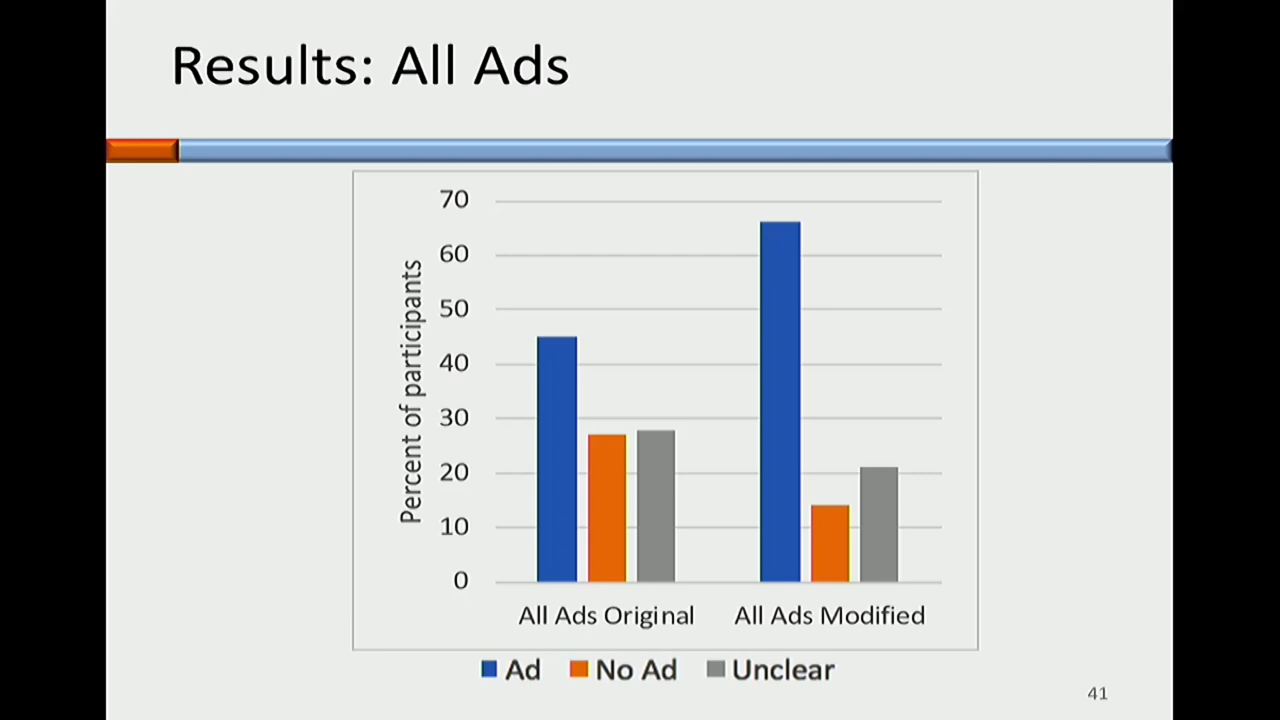 Results: All Ads
70
60
50
40
30
20
10
0
Percent of participants
All Ads Original
All Ads Modified
Ad
No Ad
Unclear
41